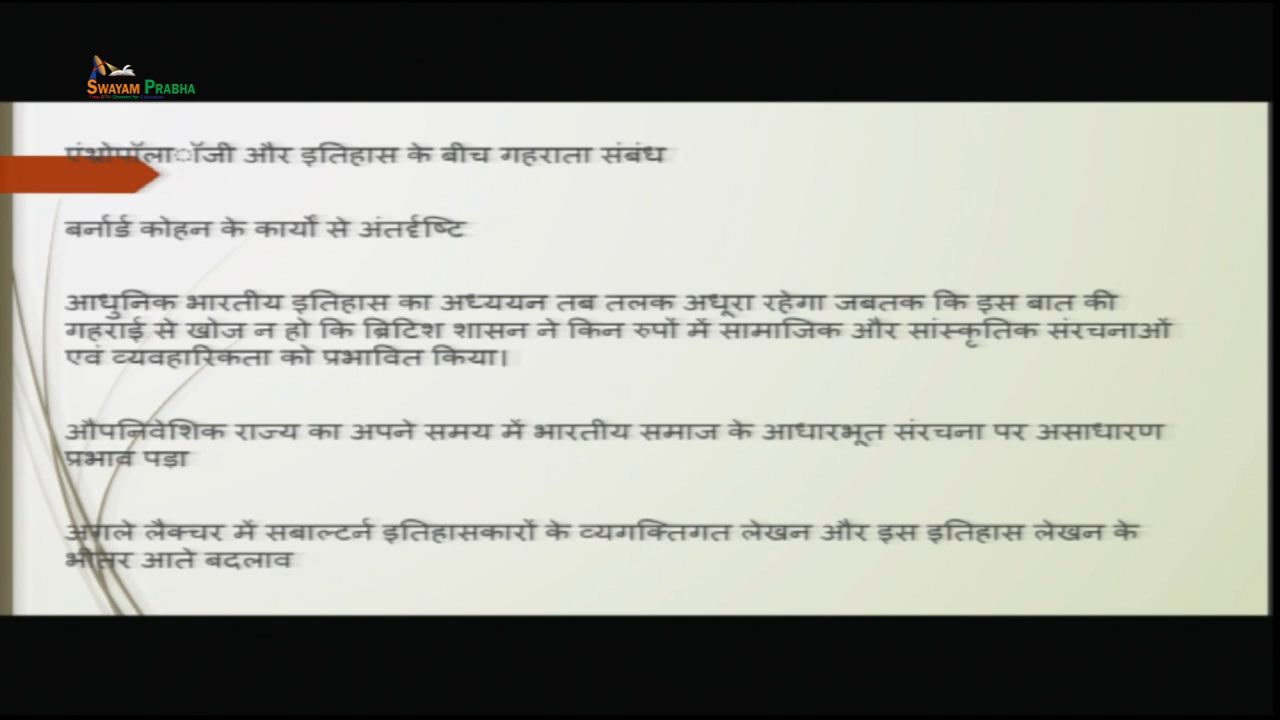 SWAYAM PRABHA
एंथ्रोपॉलाॉजी और इतिहास के बीच गहराता संबंध
बर्नार्ड कोहन के कार्यों से अंतर्दृष्टि
आधुनिक भारतीय इतिहास का अध्ययन तब तलक अधूरा रहेगा जबतक कि इस बात की
गहराई से खोज न हो कि ब्रिटिश शासन ने किन रुपों में सामाजिक और सांस्कृतिक संरचनाओं
एवं व्यवहारिकता को प्रभावित किया।
औपनिवेशिक राज्य का अपने समय में भारतीय समाज के आधारभूत संरचना पर असाधारण
प्रभाव पड़ा
अगले लैक्चर में सबाल्टर्न इतिहासकारों के व्यगक्तिगत लेखन और इस इतिहास लेखन के
भीतर आते बदलाव